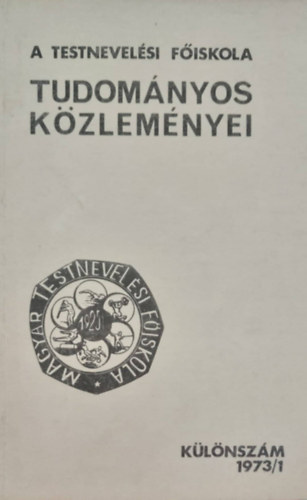 A TESTNEVELÉSI FŐISKOLA
TUDOMÁNYOS
KÖZLEMÉNYEI
MAGYAR TESTNEVELÉSI FŐISKOLA
1925
KÜLÖNSZÁM
1973/1